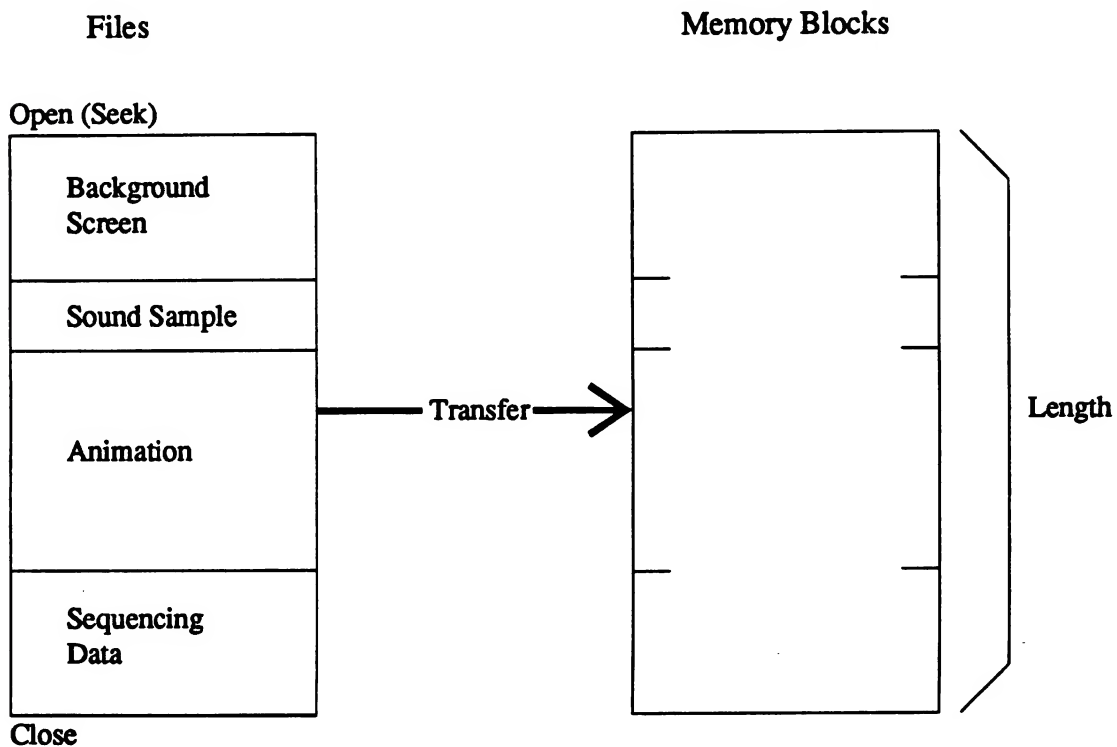 Files
Memory Blocks
Open (Seek)
Background
Screen
Sound Sample
Animation
Sequencing
Data
Close
Transfer
Length